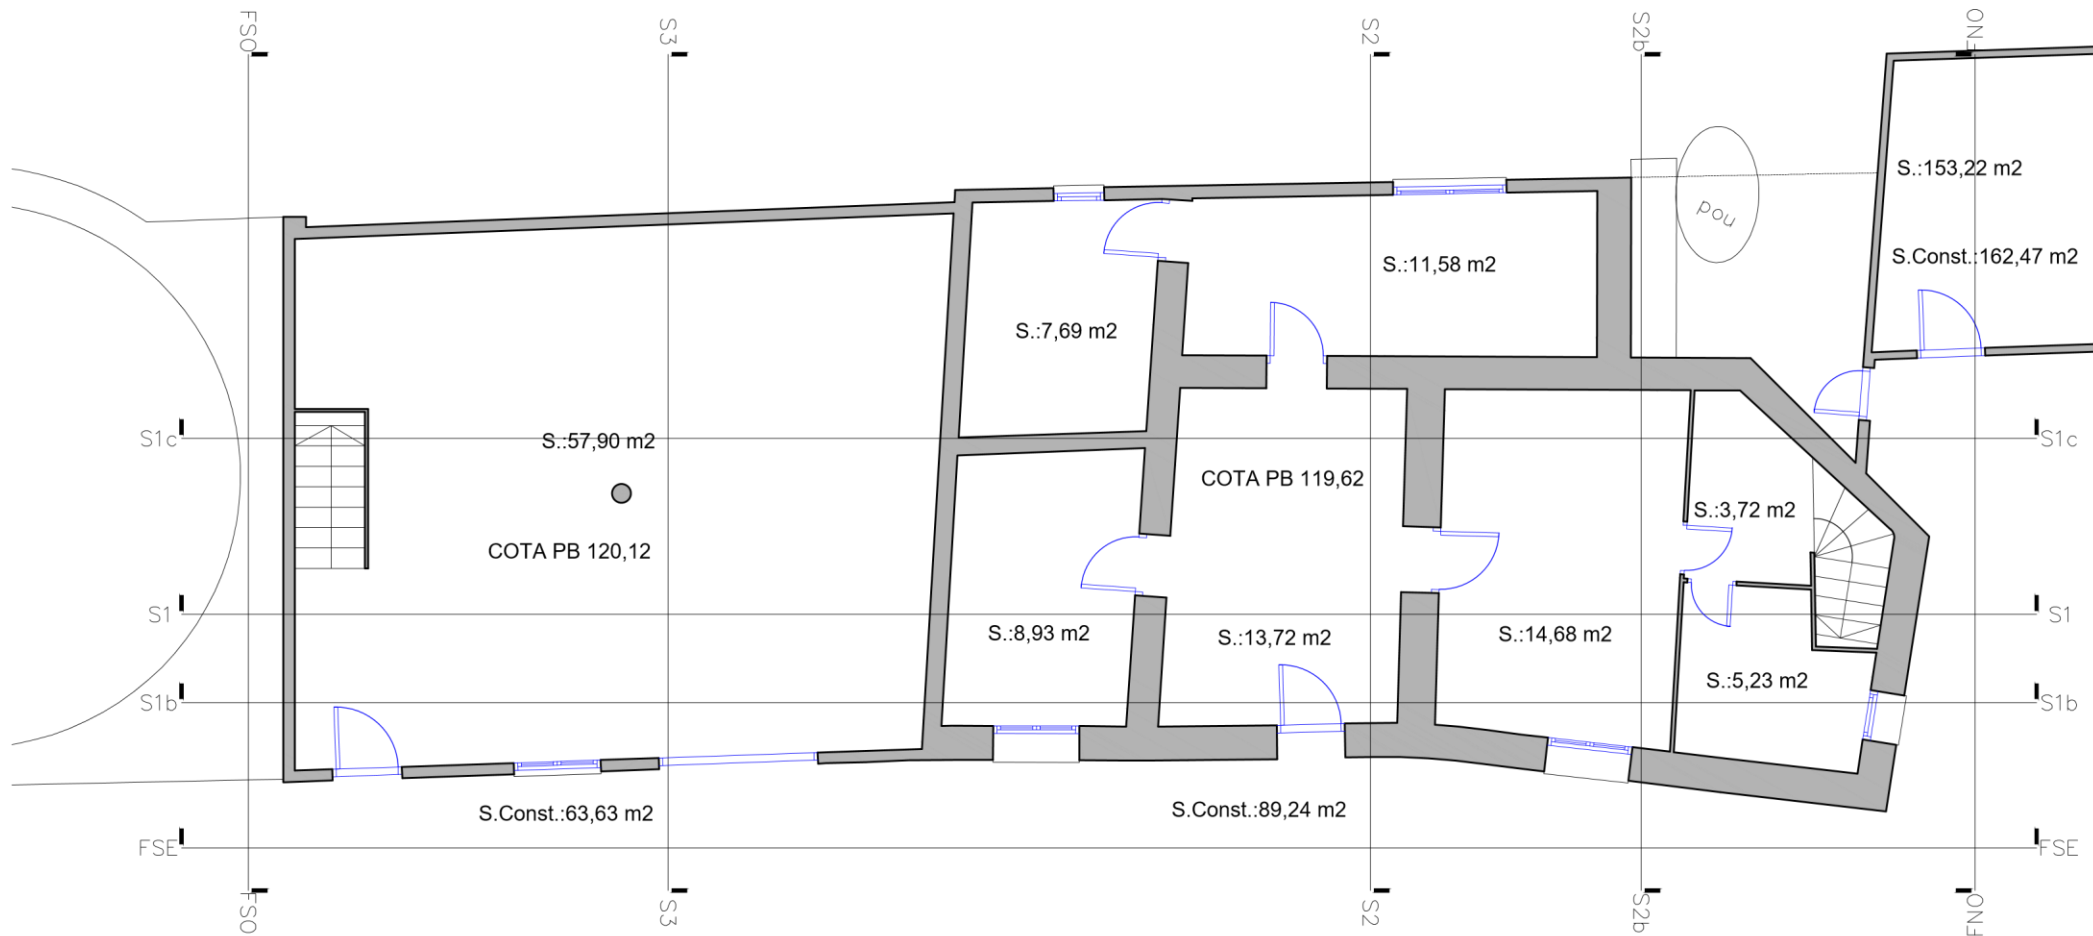 FSO
S3
S2
S2b
S.:153,22 m2
pou
S.Const.:162,47 m2
S.:11,58 m2
S.:7,69 m2
S1c
S.:57,90 m2
S1c
COTA PB 119,62
S.:3,72 m2
COTA PB 120,12
S1
S1
S.:8,93 m2
S.:13,72 m2
S.:14,68 m2
S.:5,23 m2
S1b
S1b
S.Const.:63,63 m2
S.Const.:89,24 m2
FSE
FSE
FSO
S3
S2
S2b